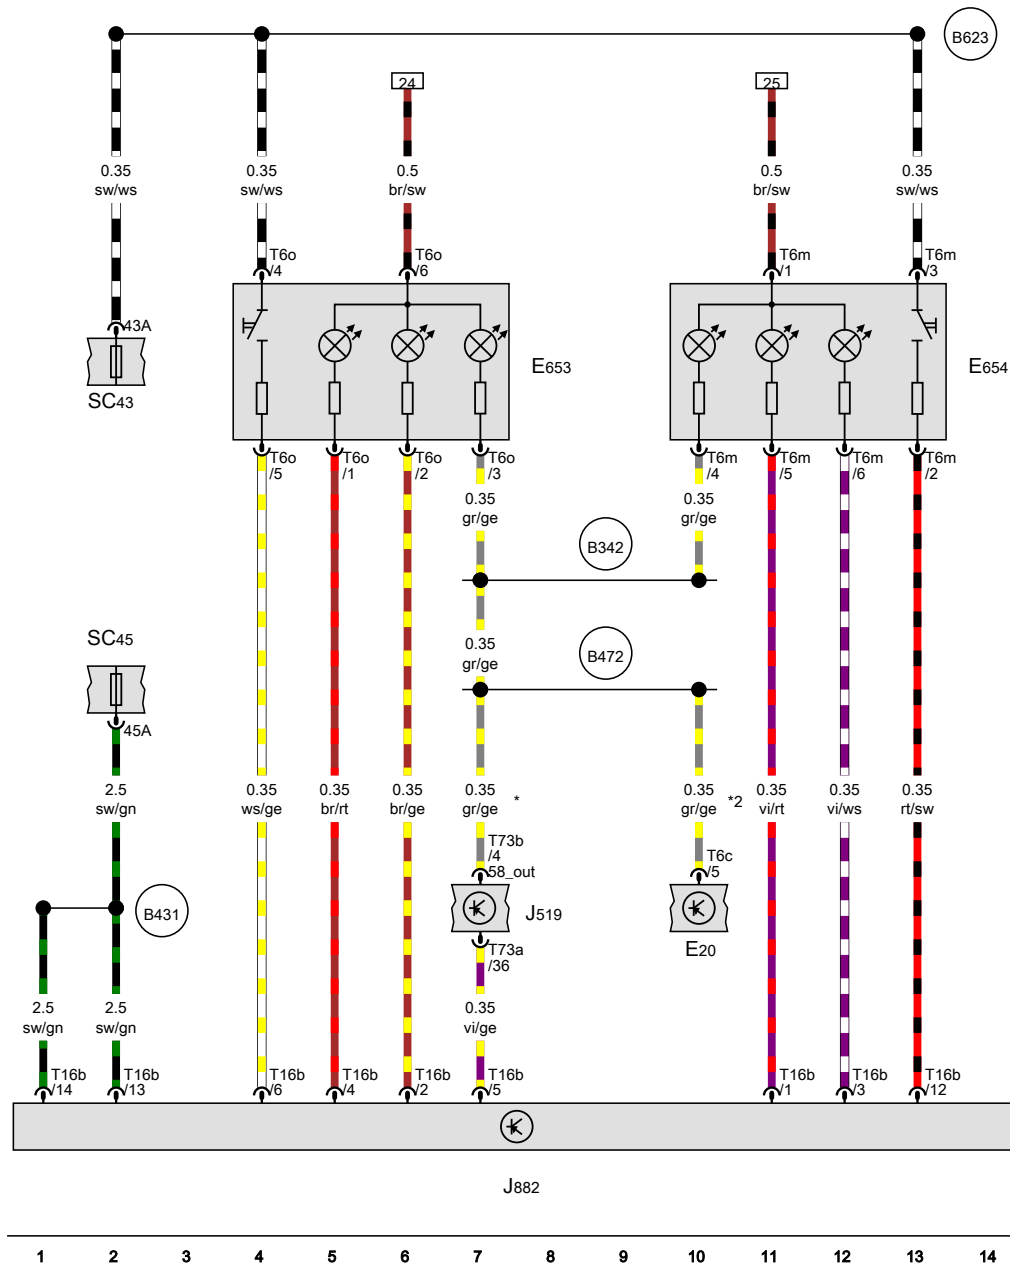 B623
24
25
0.35
sw/ws
0.35
sw/ws
0.5
br/sw
0.5
br/sw
0.35
sw/ws
T6o
/4
T6o
/6
T6m
/1
T6m
/3
43A
SC43
E653
E654
T6o
/5
T6o
/1
T6o
/2
T6o
/3
T6m
/4
T6m
/5
T6m
/6
T6m
/2
0.35
gr/ge
0.35
gr/ge
B342
SC45
0.35
gr/ge
B472
45A
2.5
sw/gn
0.35
ws/ge
0.35
br/rt
0.35
br/ge
0.35
gr/ge
*
0.35
gr/ge
*2
0.35
vi/rt
0.35
vi/ws
0.35
rt/sw
T73b
/4
58_out
T6c
/5
B431
J519
E20
T73a
/36
2.5
sw/gn
2.5
sw/gn
0.35
vi/ge
T16b
/14
T16b
/13
T16b
/6
T16b
/4
T16b
/2
T16b
/5
T16b
/1
T16b
/3
T16b
/12
J882
1 2 3 4 5 6 7 8 9 10 11 12 13 14